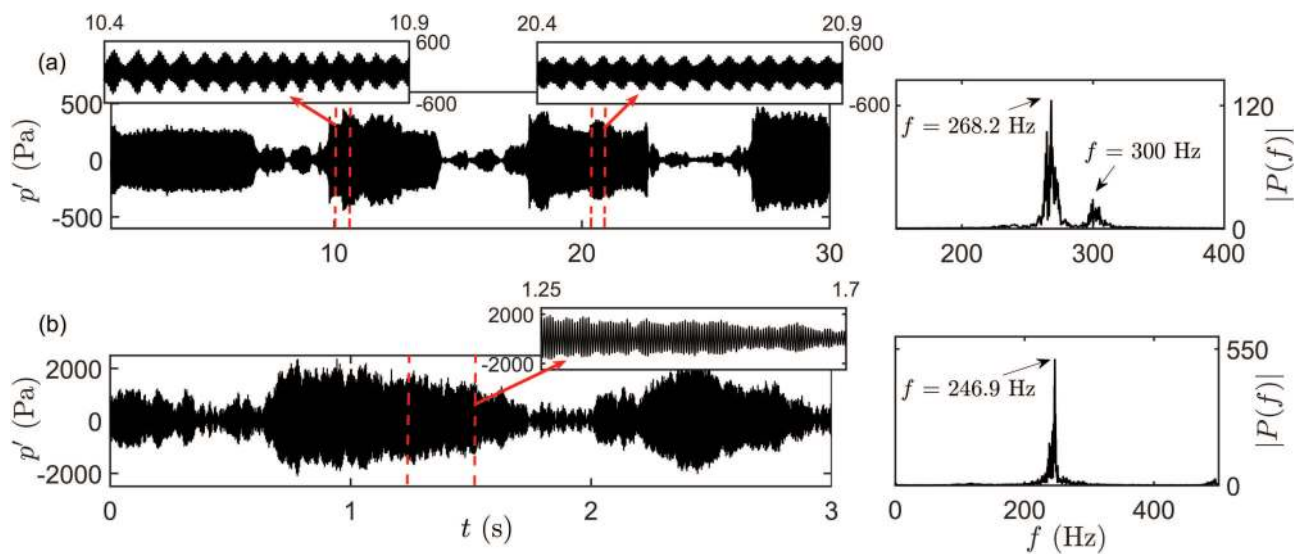 10.4 10.9 20.4 20.9
(a)
600 600
-600 -600
500
0
-500
p′ (Pa)
10 20 30
f = 268.2 Hz
f = 300 Hz
120
0
|P(f)|
200 300 400
(b)
1.25 1.7
2000
-2000
2000
0
-2000
p′ (Pa)
0 1 2 3
t (s)
f = 246.9 Hz
550
0
|P(f)|
0 200 400
f (Hz)